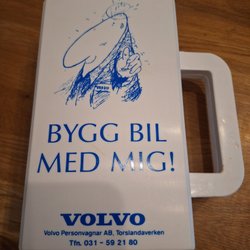 BYGG BIL
MED MIG!
VOLVO
Volvo Personvagnar AB, Torslandaverken
Tfn. 031 - 59 21 80